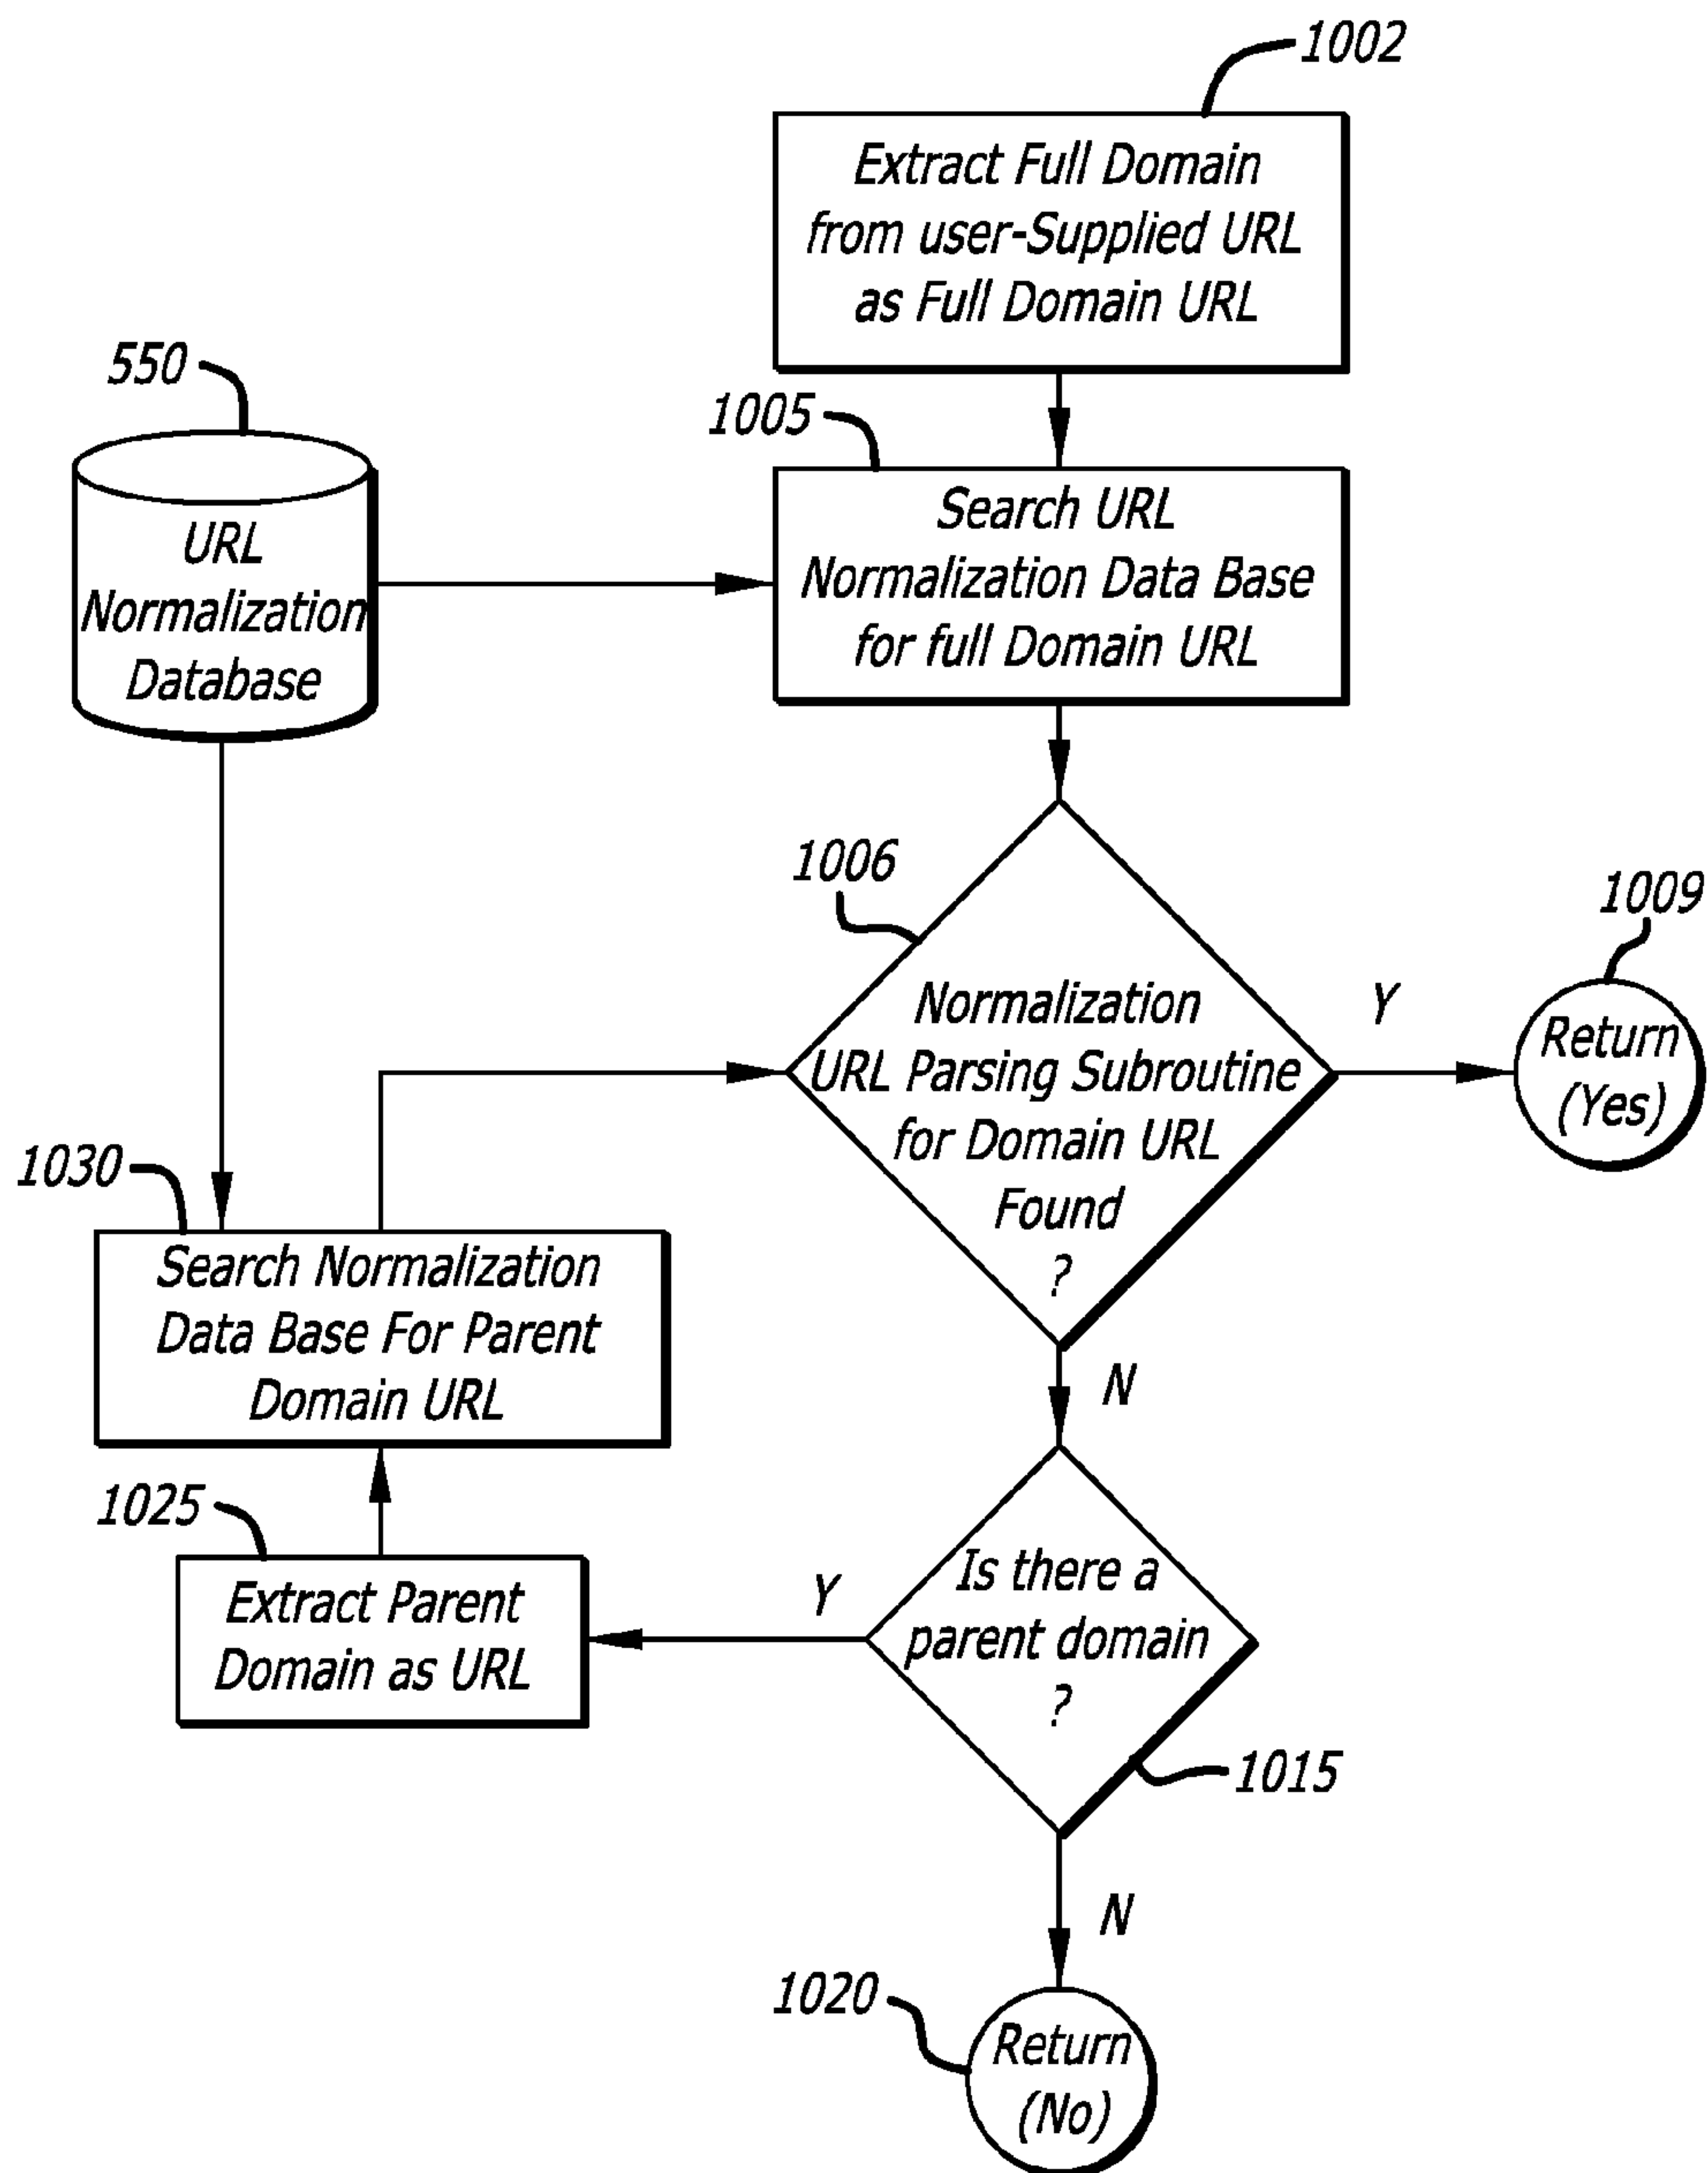 1002
Extract Full Domain
from user-Supplied URL
as Full Domain URL
550
1005
URL
Normalization
Database
Search URL
Normalization Data Base
for full Domain URL
1006
1009
Normalization
URL Parsing Subroutine
for Domain URL
Found
?
Y
Return
(Yes)
1030
Search Normalization
Data Base For Parent
Domain URL
N
1025
Extract Parent
Domain as URL
Y
Is there a
parent domain
?
1015
N
1020
Return
(No)